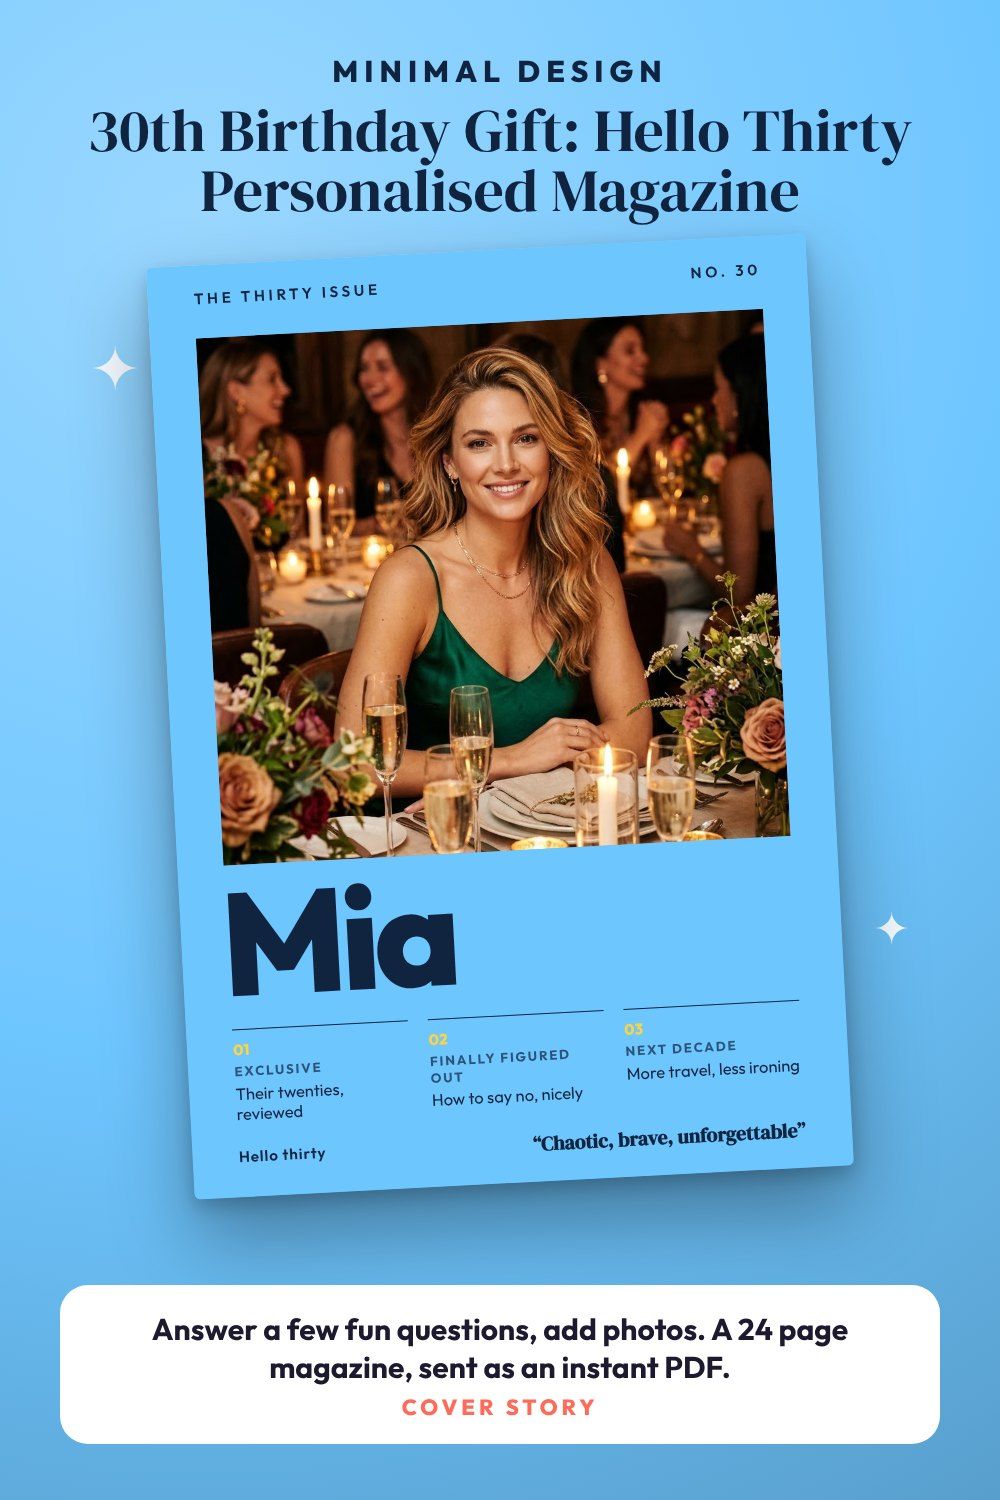 MINIMAL DESIGN
30th Birthday Gift: Hello Thirty
Personalised Magazine
THE THIRTY ISSUE
NO. 30
Mia
01
EXCLUSIVE
Their twenties,
reviewed
02
FINALLY FIGURED
OUT
How to say no, nicely
03
NEXT DECADE
More travel, less ironing
Hello thirty
“Chaotic, brave, unforgettable”
Answer a few fun questions, add photos. A 24 page
magazine, sent as an instant PDF.
COVER STORY